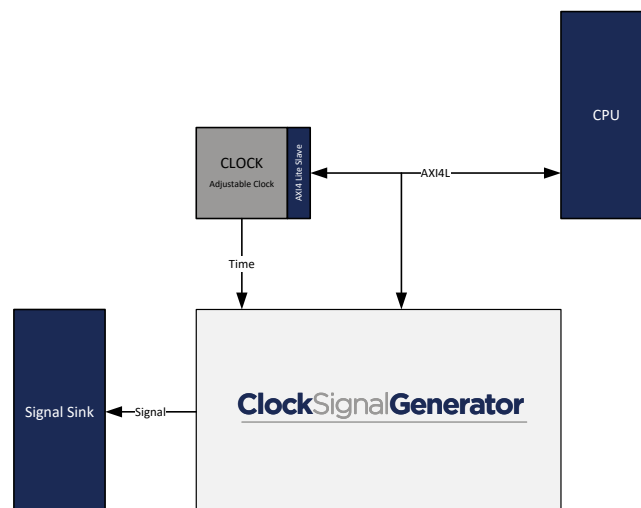 CPU
CLOCK
Adjustable Clock
AXI4 Lite Slave
AXI4L
Time
ClockSignalGenerator
Signal
Signal Sink